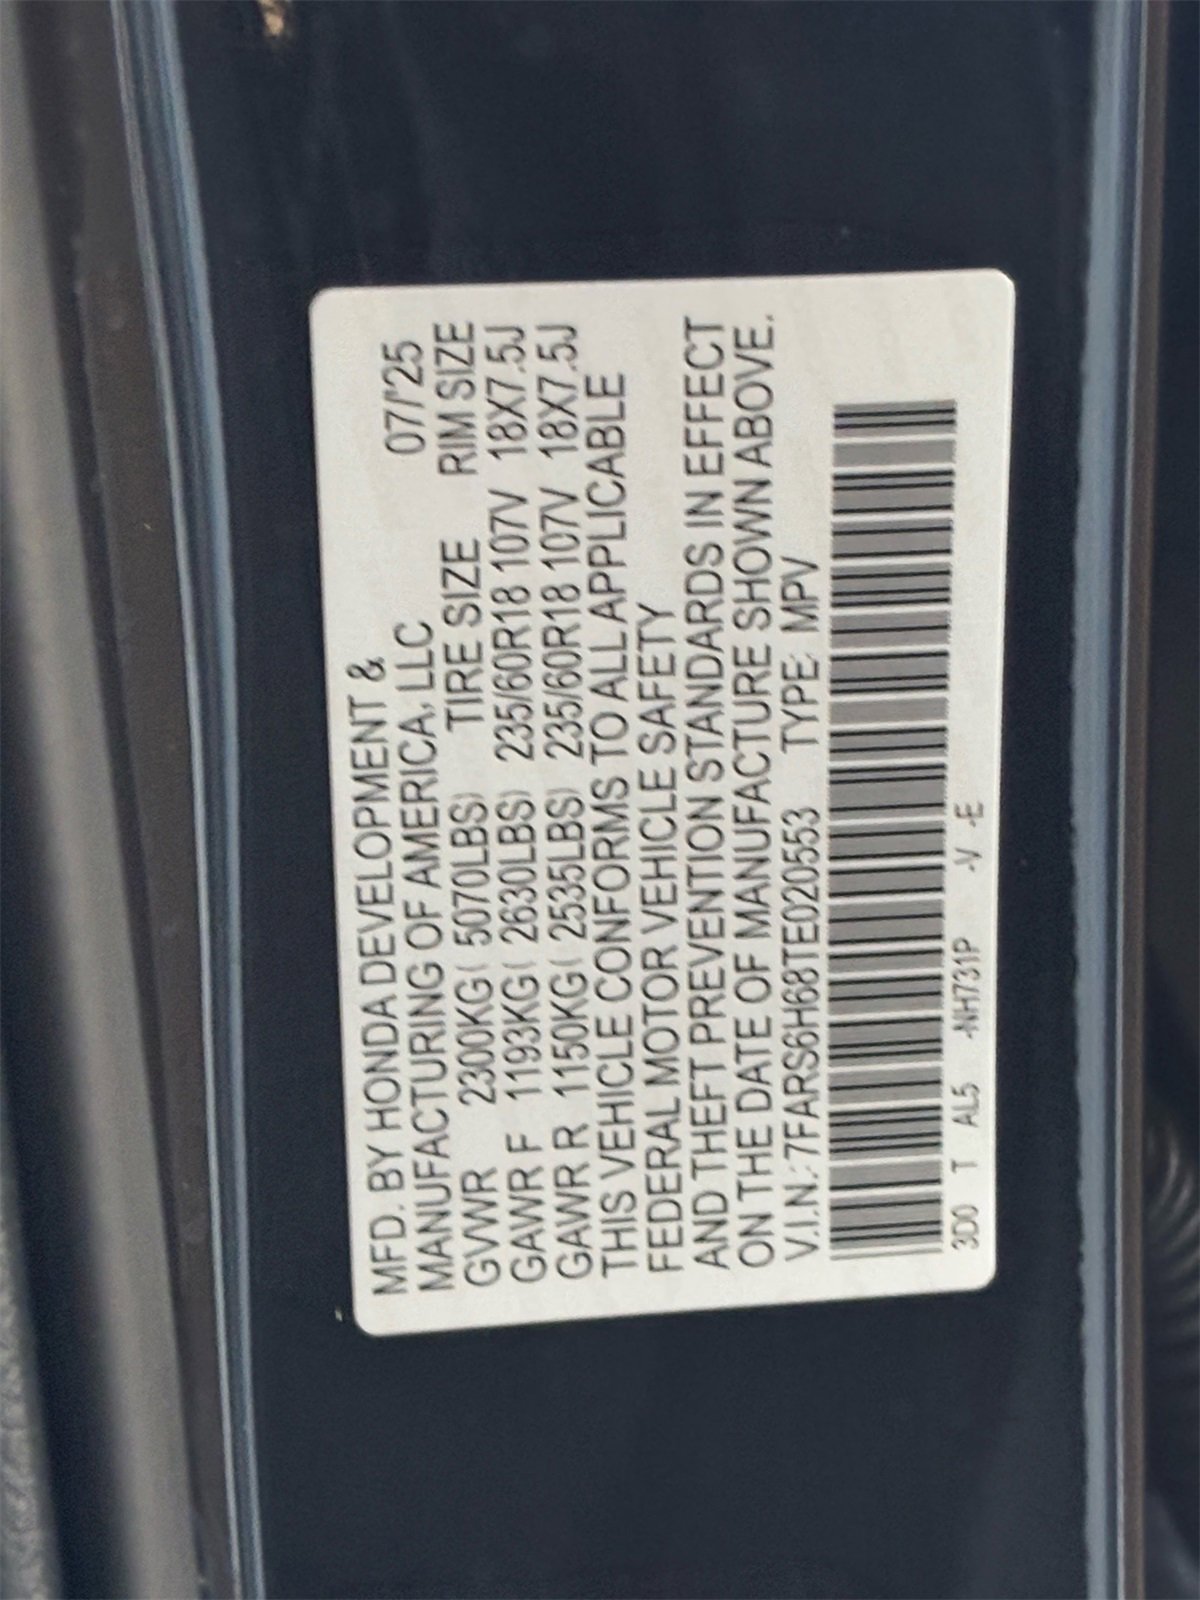 MFD. BY HONDA DEVELOPMENT &
MANUFACTURING OF AMERICA, LLC 07/'25
GVWR 2300KG( 5070LBS) TIRE SIZE RIM SIZE
GAWR F 1193KG( 2630LBS) 235/60R18 107V 18X7.5J
GAWR R 1150KG( 2535LBS) 235/60R18 107V 18X7.5J
THIS VEHICLE CONFORMS TO ALL APPLICABLE
FEDERAL MOTOR VEHICLE SAFETY
AND THEFT PREVENTION STANDARDS IN EFFECT
ON THE DATE OF MANUFACTURE SHOWN ABOVE.
V.I.N.: 7FARS6H68TE020553 TYPE: MPV
3D0 T AL5 -NH731P -V -E